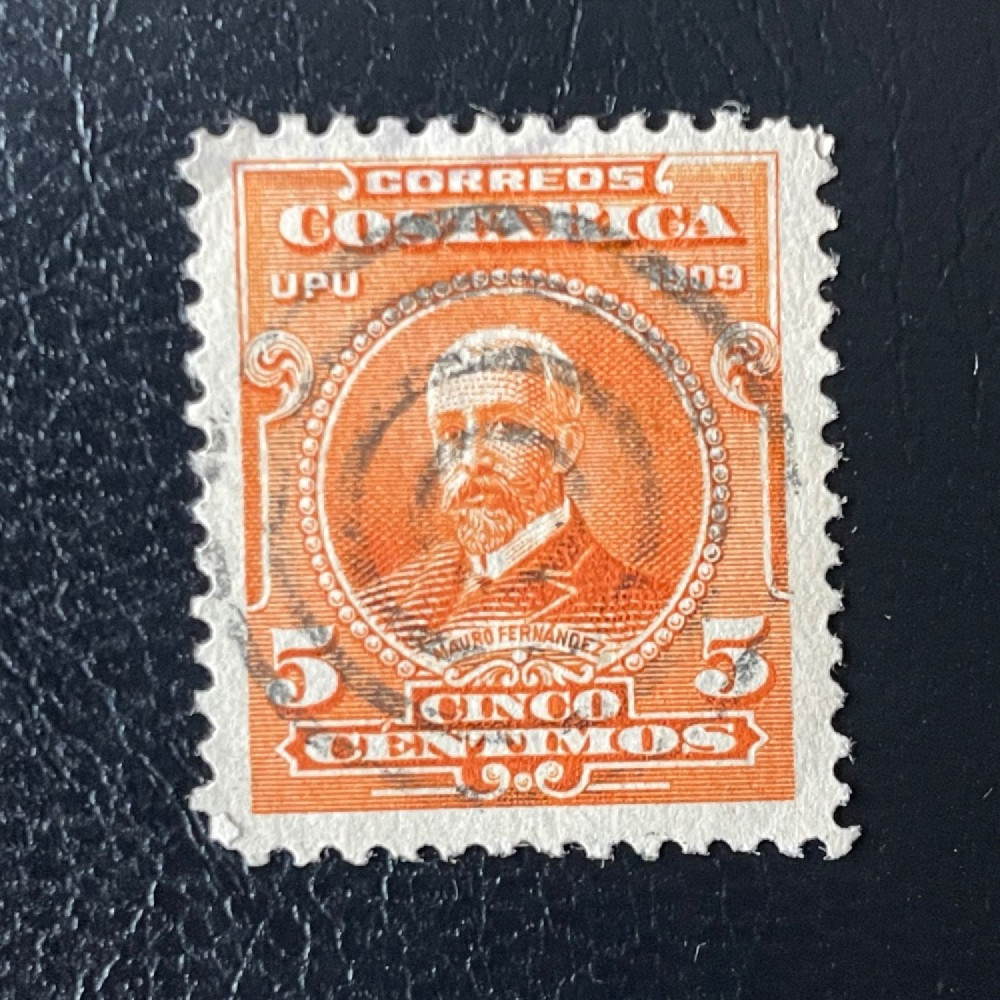 CORREOS
COSTA RICA
UPU 1909
MAURO FERNANDEZ
5 5
CINCO
CENTIMOS